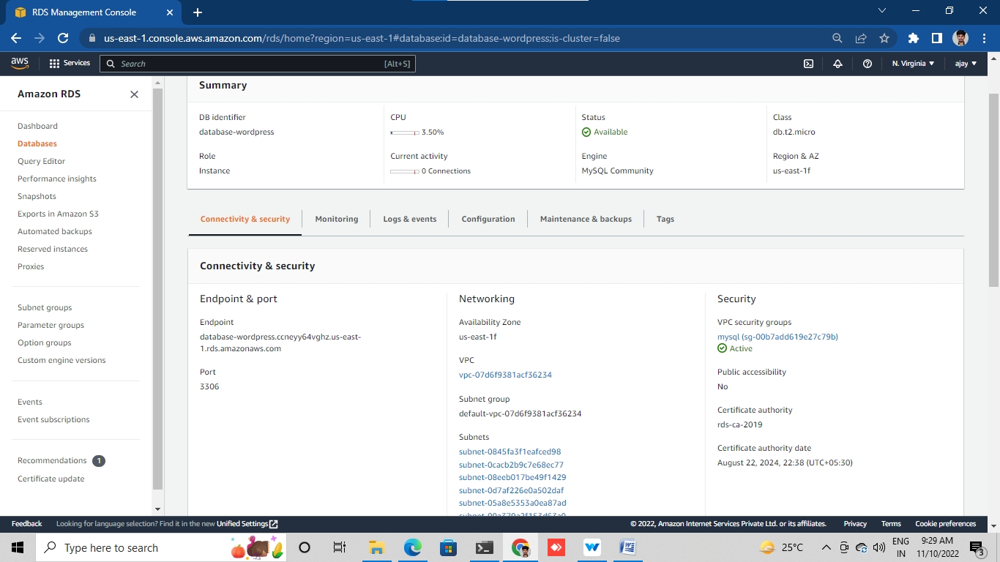 RDS Management Console
us-east-1.console.aws.amazon.com/rds/home?region=us-east-1#database:id=database-wordpress;is-cluster=false
aws
Services
Search
[Alt+S]
N. Virginia
ajay
Amazon RDS
Dashboard
Databases
Query Editor
Performance insights
Snapshots
Exports in Amazon S3
Automated backups
Reserved instances
Proxies
Subnet groups
Parameter groups
Option groups
Custom engine versions
Events
Event subscriptions
Recommendations 1
Certificate update
Summary
DB identifier
database-wordpress
CPU
3.50%
Status
Available
Class
db.t2.micro
Role
Instance
Current activity
0 Connections
Engine
MySQL Community
Region & AZ
us-east-1f
Connectivity & security
Monitoring
Logs & events
Configuration
Maintenance & backups
Tags
Connectivity & security
Endpoint & port
Endpoint
database-wordpress.ccneyy64vghz.us-east-
1.rds.amazonaws.com
Port
3306
Networking
Availability Zone
us-east-1f
VPC
vpc-07d6f9381acf36234
Subnet group
default-vpc-07d6f9381acf36234
Subnets
subnet-0845fa3f1eafced98
subnet-0cacb2b9c7e68ec77
subnet-08eeb017be49f1429
subnet-0d7af226e0a502daf
subnet-05a8e5353a0ea87ad
Security
VPC security groups
mysql (sg-00b7add619e27c79b)
Active
Public accessibility
No
Certificate authority
rds-ca-2019
Certificate authority date
August 22, 2024, 22:38 (UTC+05:30)
Feedback
Looking for language selection? Find it in the new Unified Settings
© 2022, Amazon Internet Services Private Ltd. or its affiliates.
Privacy
Terms
Cookie preferences
Type here to search
25°C
ENG
IN
9:29 AM
11/10/2022
3